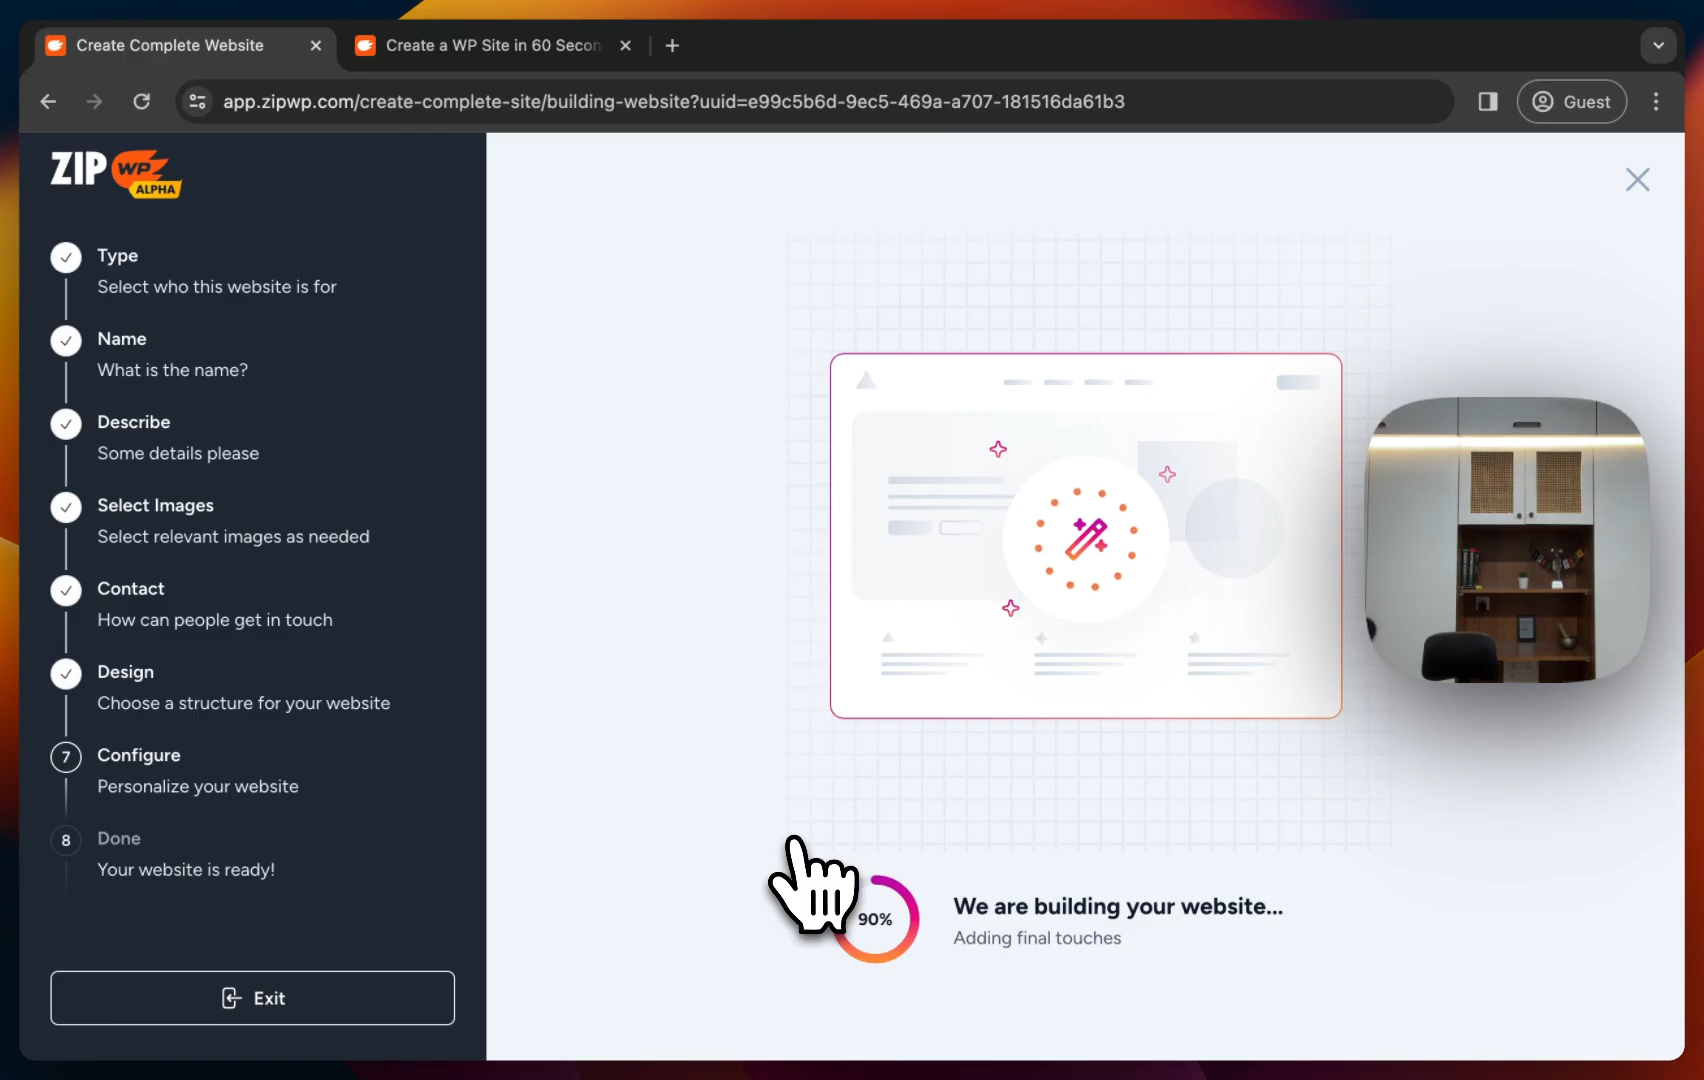 Create Complete Website
Create a WP Site in 60 Secon
app.zipwp.com/create-complete-site/building-website?uuid=e99c5b6d-9ec5-469a-a707-181516da61b3
Guest
ZIP WP
ALPHA
Type
Select who this website is for
Name
What is the name?
Describe
Some details please
Select Images
Select relevant images as needed
Contact
How can people get in touch
Design
Choose a structure for your website
7
Configure
Personalize your website
8
Done
Your website is ready!
Exit
90%
We are building your website...
Adding final touches